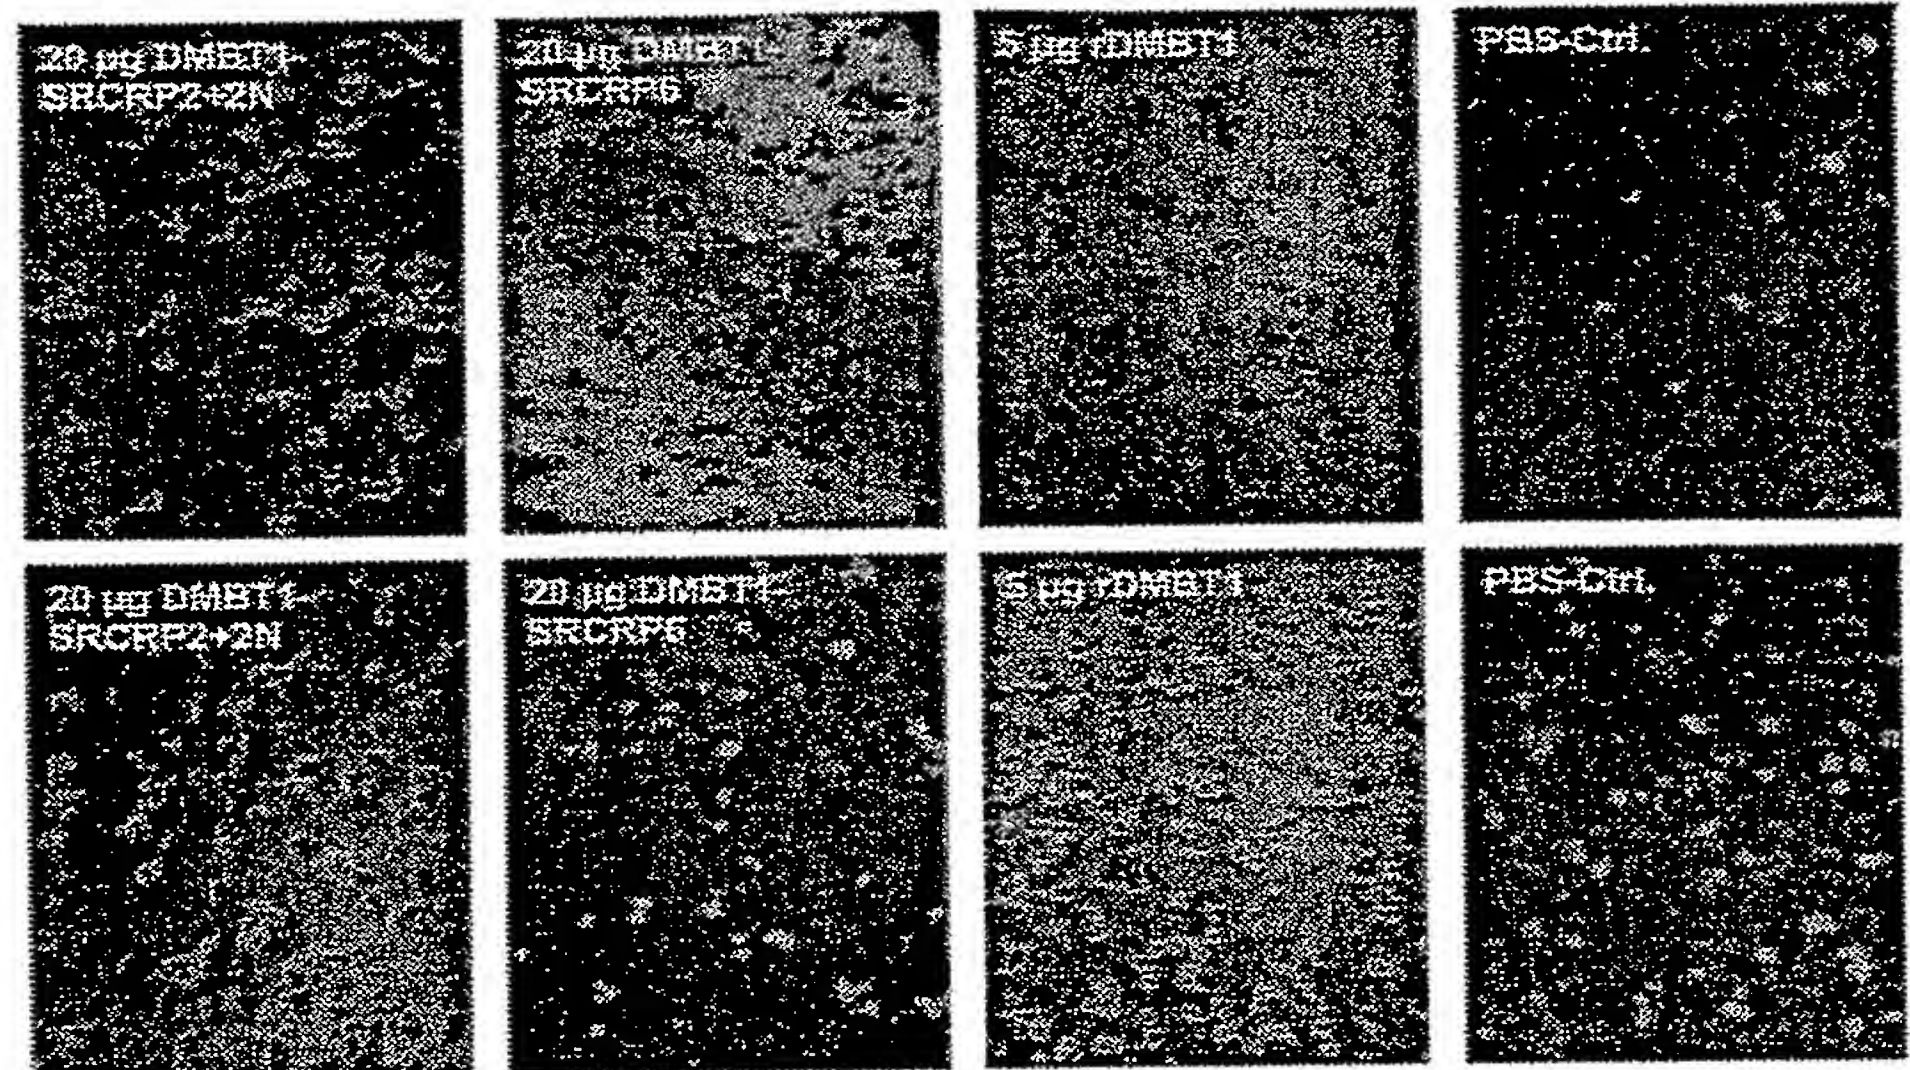 20 µg DMBT1-
SRCRP2+2N
20 µg DMBT1-
SRCRP6
5 µg rDMBT1
PBS-Ctrl.
20 µg DMBT1-
SRCRP2+2N
20 µg DMBT1-
SRCRP6
5 µg rDMBT1
PBS-Ctrl.